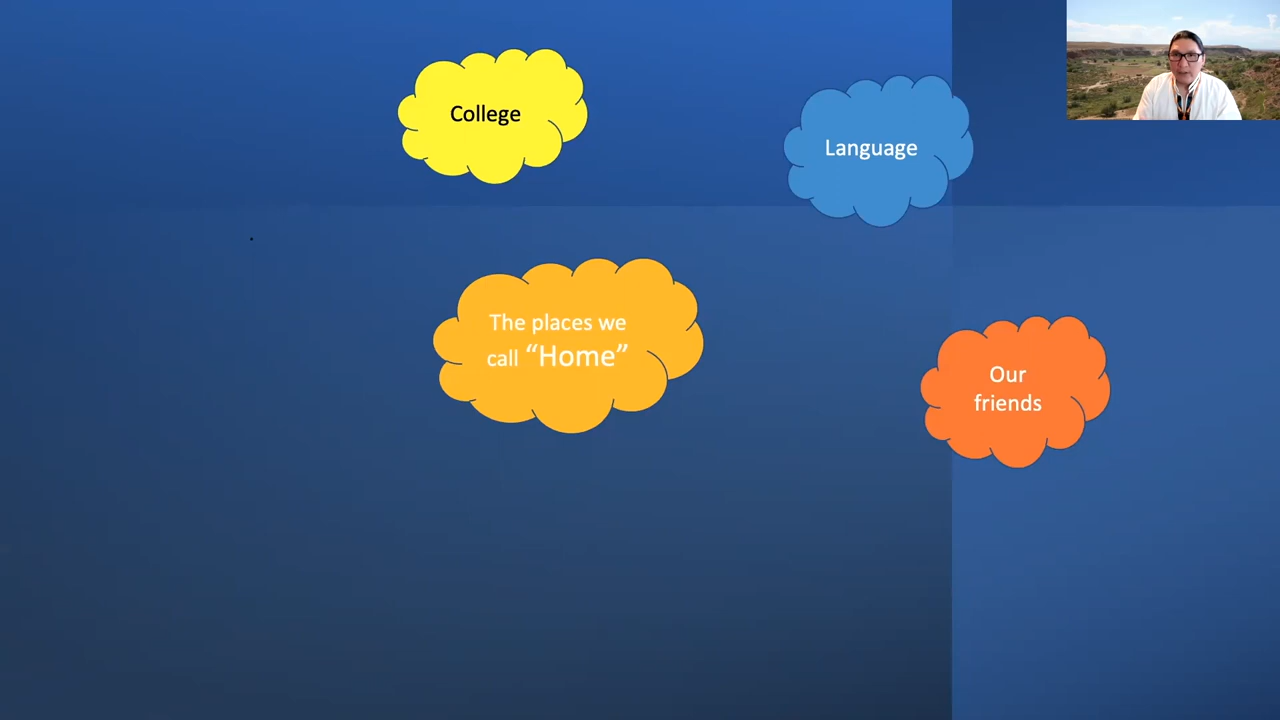 College
Language
The places we
call “Home”
Our
friends